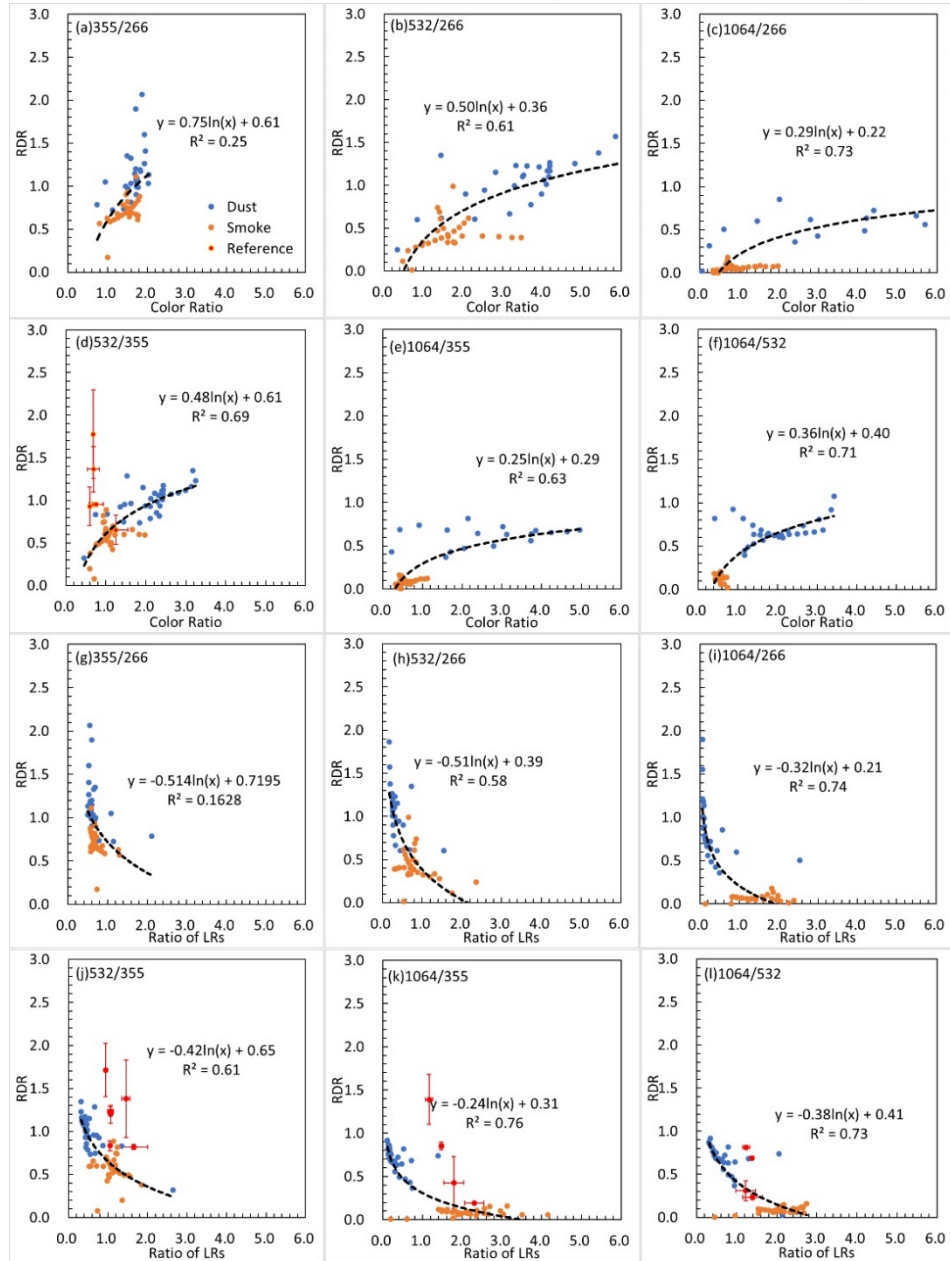 (a)355/266
3.0
2.5
2.0
1.5
1.0
0.5
0.0
RDR
y = 0.75ln(x) + 0.61
R² = 0.25
Dust
Smoke
Reference
0.0 1.0 2.0 3.0 4.0 5.0 6.0
Color Ratio
(b)532/266
3.0
2.5
2.0
1.5
1.0
0.5
0.0
RDR
y = 0.50ln(x) + 0.36
R² = 0.61
0.0 1.0 2.0 3.0 4.0 5.0 6.0
Color Ratio
(c)1064/266
3.0
2.5
2.0
1.5
1.0
0.5
0.0
RDR
y = 0.29ln(x) + 0.22
R² = 0.73
0.0 1.0 2.0 3.0 4.0 5.0 6.0
Color Ratio
(d)532/355
3.0
2.5
2.0
1.5
1.0
0.5
0.0
RDR
y = 0.48ln(x) + 0.61
R² = 0.69
0.0 1.0 2.0 3.0 4.0 5.0 6.0
Color Ratio
(e)1064/355
3.0
2.5
2.0
1.5
1.0
0.5
0.0
RDR
y = 0.25ln(x) + 0.29
R² = 0.63
0.0 1.0 2.0 3.0 4.0 5.0 6.0
Color Ratio
(f)1064/532
3.0
2.5
2.0
1.5
1.0
0.5
0.0
RDR
y = 0.36ln(x) + 0.40
R² = 0.71
0.0 1.0 2.0 3.0 4.0 5.0 6.0
Color Ratio
(g)355/266
3.0
2.5
2.0
1.5
1.0
0.5
0.0
RDR
y = -0.514ln(x) + 0.7195
R² = 0.1628
0.0 1.0 2.0 3.0 4.0 5.0 6.0
Ratio of LRs
(h)532/266
3.0
2.5
2.0
1.5
1.0
0.5
0.0
RDR
y = -0.51ln(x) + 0.39
R² = 0.58
0.0 1.0 2.0 3.0 4.0 5.0 6.0
Ratio of LRs
(i)1064/266
3.0
2.5
2.0
1.5
1.0
0.5
0.0
RDR
y = -0.32ln(x) + 0.21
R² = 0.74
0.0 1.0 2.0 3.0 4.0 5.0 6.0
Ratio of LRs
(j)532/355
3.0
2.5
2.0
1.5
1.0
0.5
0.0
RDR
y = -0.42ln(x) + 0.65
R² = 0.61
0.0 1.0 2.0 3.0 4.0 5.0 6.0
Ratio of LRs
(k)1064/355
3.0
2.5
2.0
1.5
1.0
0.5
0.0
RDR
y = -0.24ln(x) + 0.31
R² = 0.76
0.0 1.0 2.0 3.0 4.0 5.0 6.0
Ratio of LRs
(l)1064/532
3.0
2.5
2.0
1.5
1.0
0.5
0.0
RDR
y = -0.38ln(x) + 0.41
R² = 0.73
0.0 1.0 2.0 3.0 4.0 5.0 6.0
Ratio of LRs